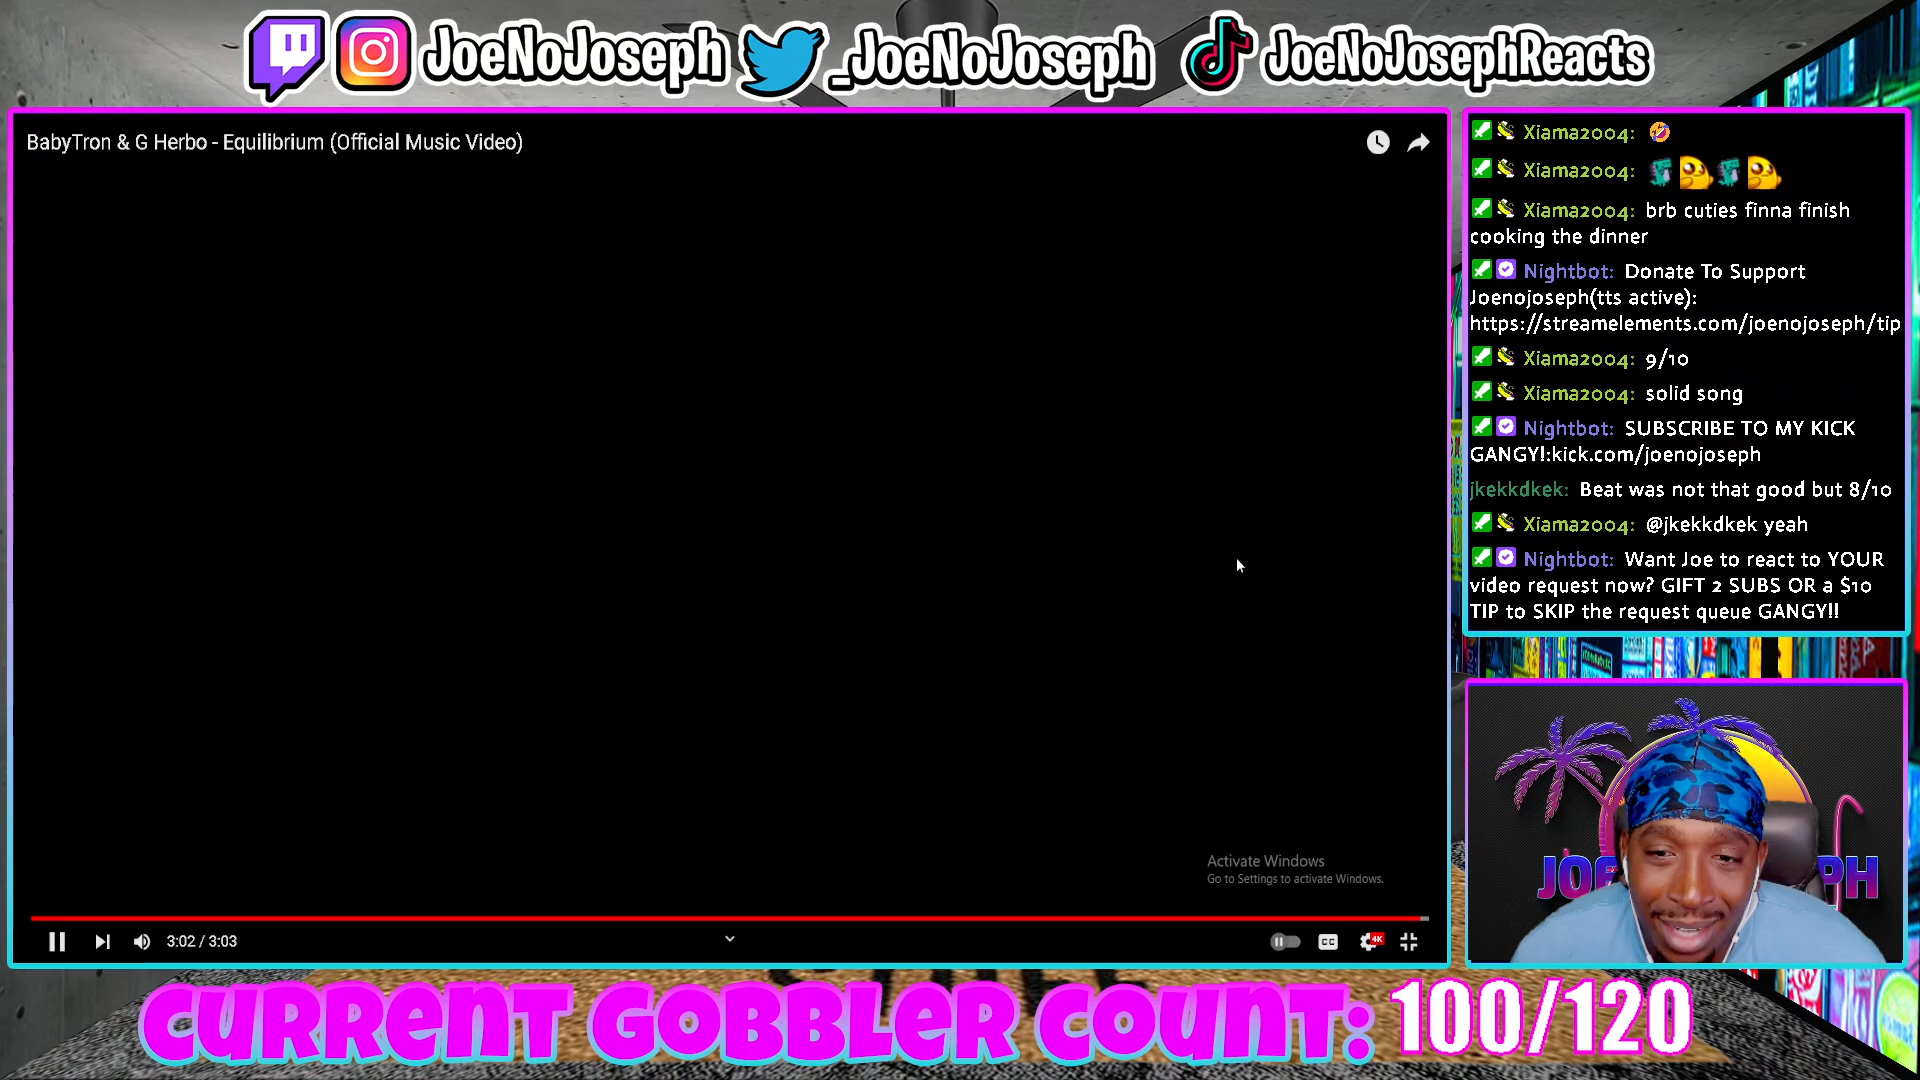 JoeNoJoseph
_JoeNoJoseph
JoeNoJosephReacts
BabyTron & G Herbo - Equilibrium (Official Music Video)
Xiama2004:
Xiama2004:
Xiama2004: brb cuties finna finish
cooking the dinner
Nightbot: Donate To Support
Joenojoseph(tts active):
https://streamelements.com/joenojoseph/tip
Xiama2004: 9/10
Xiama2004: solid song
Nightbot: SUBSCRIBE TO MY KICK
GANGY!:kick.com/joenojoseph
jkekkdkek: Beat was not that good but 8/10
Xiama2004: @jkekkdkek yeah
Nightbot: Want Joe to react to YOUR
video request now? GIFT 2 SUBS OR a $10
TIP to SKIP the request queue GANGY!!
Activate Windows
Go to Settings to activate Windows.
3:02 / 3:03
CC
4K
CURRENT GOBBLER COUNT: 100/120